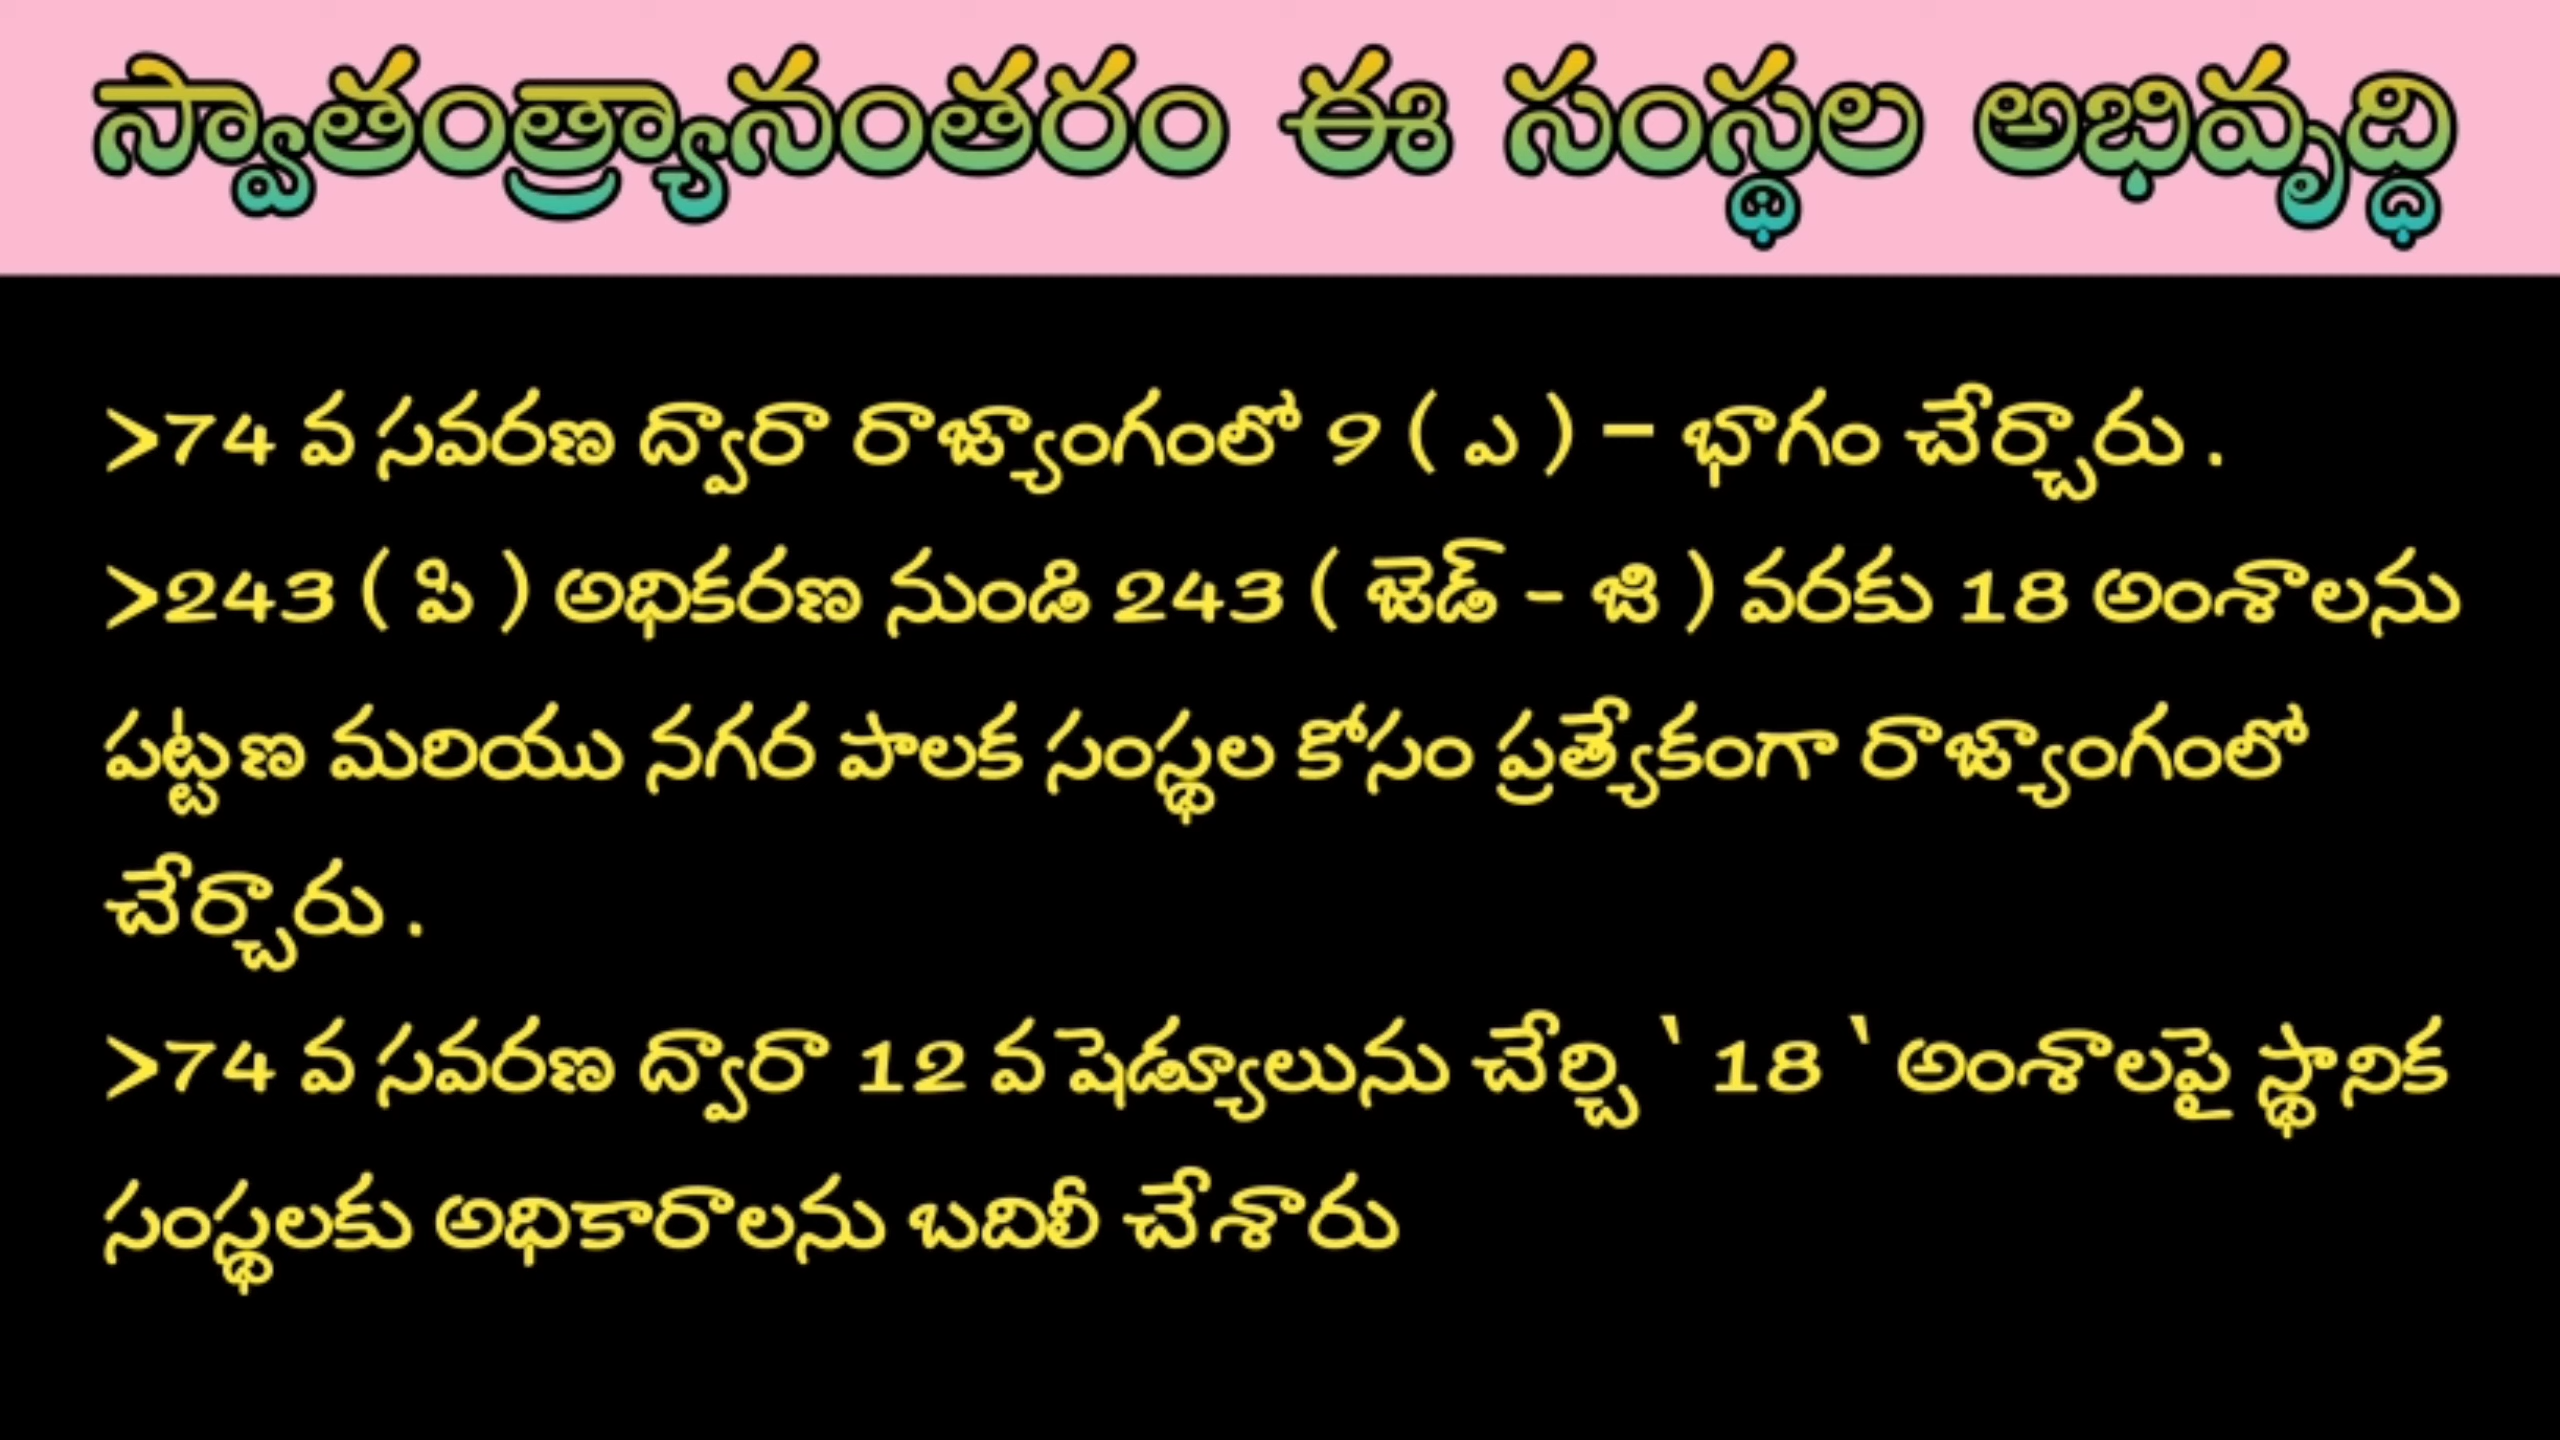 స్వాతంత్ర్యానంతరం ఈ సంస్థల అభివృద్ధి
>74 వ సవరణ ద్వారా రాజ్యాంగంలో 9 ( ఎ ) – భాగం చేర్చారు .
>243 ( పి ) అధికరణ నుండి 243 ( జెడ్ - జి ) వరకు 18 అంశాలను
పట్టణ మరియు నగర పాలక సంస్థల కోసం ప్రత్యేకంగా రాజ్యాంగంలో
చేర్చారు .
>74 వ సవరణ ద్వారా 12 వ షెడ్యూలును చేర్చి ‵ 18 ‵ అంశాలపై స్థానిక
సంస్థలకు అధికారాలను బదిలీ చేశారు